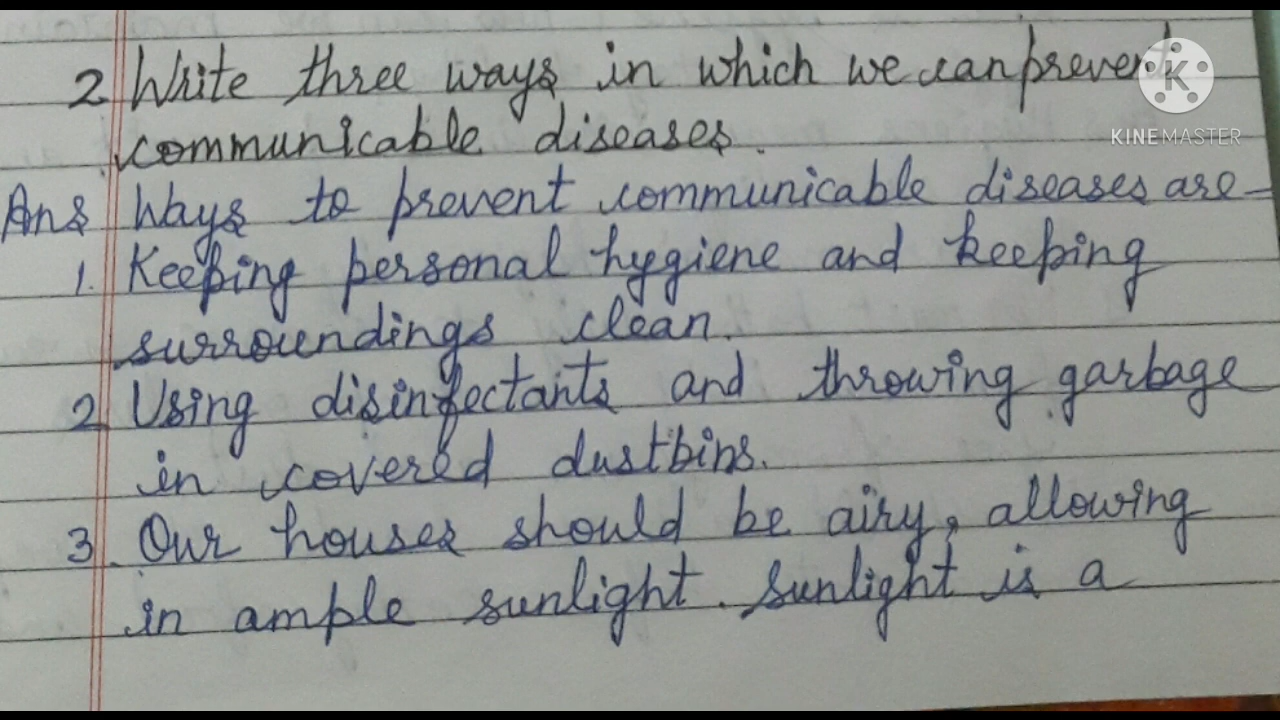 2. Write three ways in which we can prevent
communicable diseases.
Ans Ways to prevent communicable diseases are-
1. Keeping personal hygiene and keeping
surroundings clean.
2. Using disinfectants and throwing garbage
in covered dustbins.
3. Our houses should be airy, allowing
in ample sunlight. Sunlight is a
K
KINEMASTER